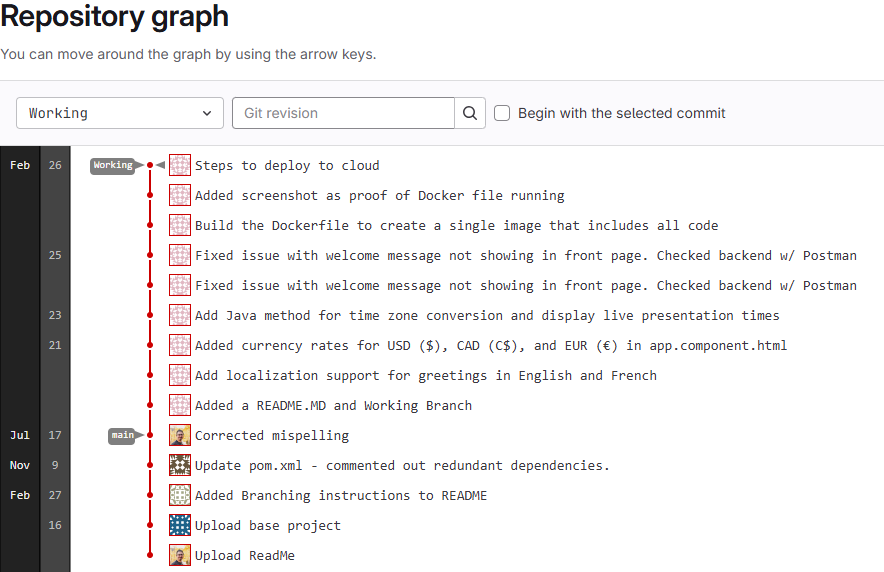 Repository graph
You can move around the graph by using the arrow keys.
Working
Git revision
Begin with the selected commit
Feb 26 Working Steps to deploy to cloud
Added screenshot as proof of Docker file running
Build the Dockerfile to create a single image that includes all code
25 Fixed issue with welcome message not showing in front page. Checked backend w/ Postman
Fixed issue with welcome message not showing in front page. Checked backend w/ Postman
23 Add Java method for time zone conversion and display live presentation times
21 Added currency rates for USD ($), CAD (C$), and EUR (€) in app.component.html
Add localization support for greetings in English and French
Added a README.MD and Working Branch
Jul 17 main Corrected mispelling
Nov 9 Update pom.xml - commented out redundant dependencies.
Feb 27 Added Branching instructions to README
16 Upload base project
Upload ReadMe